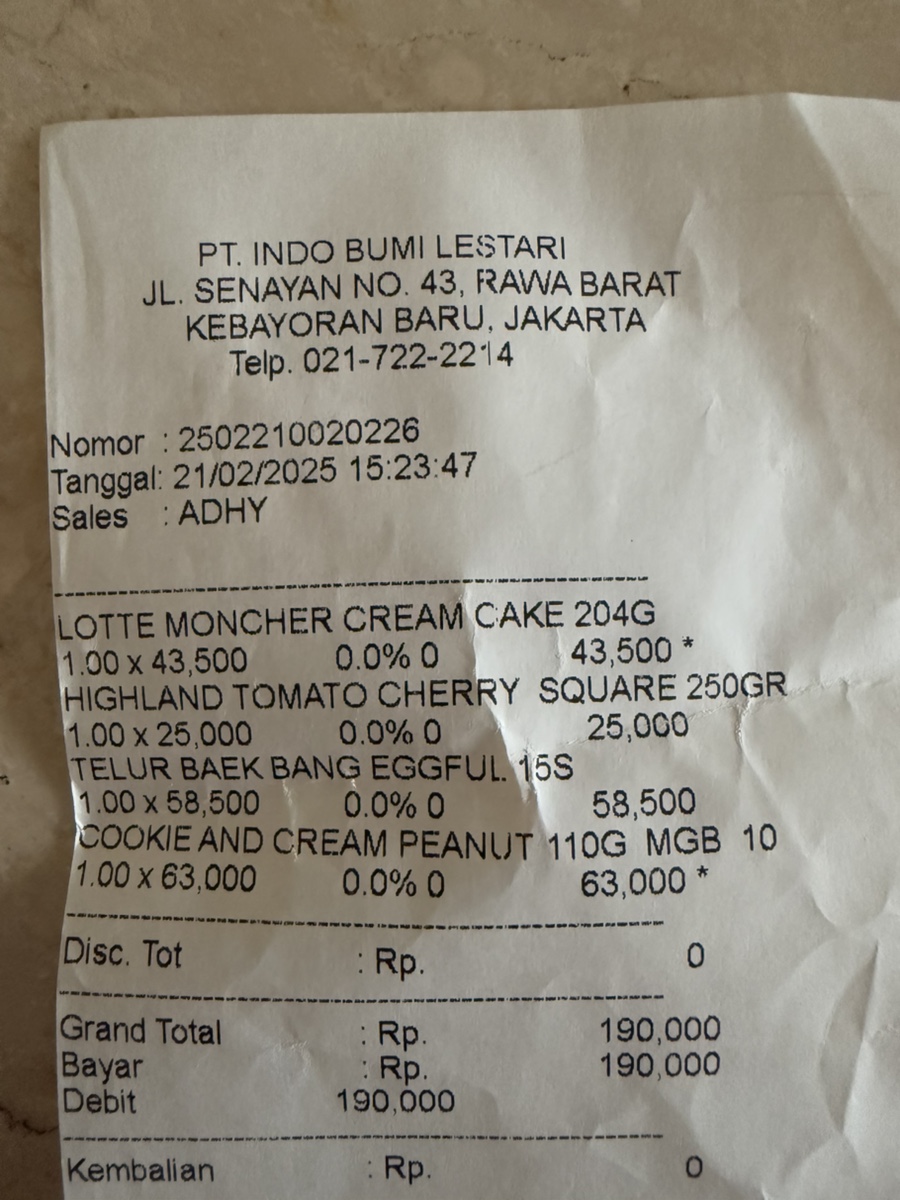 PT. INDO BUMI LESTARI
JL. SENAYAN NO. 43, RAWA BARAT
KEBAYORAN BARU, JAKARTA
Telp. 021-722-2214
Nomor : 2502210020226
Tanggal: 21/02/2025 15:23:47
Sales : ADHY
LOTTE MONCHER CREAM CAKE 204G
1.00 x 43,500 0.0% 0 43,500 *
HIGHLAND TOMATO CHERRY SQUARE 250GR
1.00 x 25,000 0.0% 0 25,000
TELUR BAEK BANG EGGFUL. 15S
1.00 x 58,500 0.0% 0 58,500
COOKIE AND CREAM PEANUT 110G MGB 10
1.00 x 63,000 0.0% 0 63,000 *
Disc. Tot : Rp. 0
Grand Total : Rp. 190,000
Bayar : Rp. 190,000
Debit 190,000
Kembalian : Rp. 0